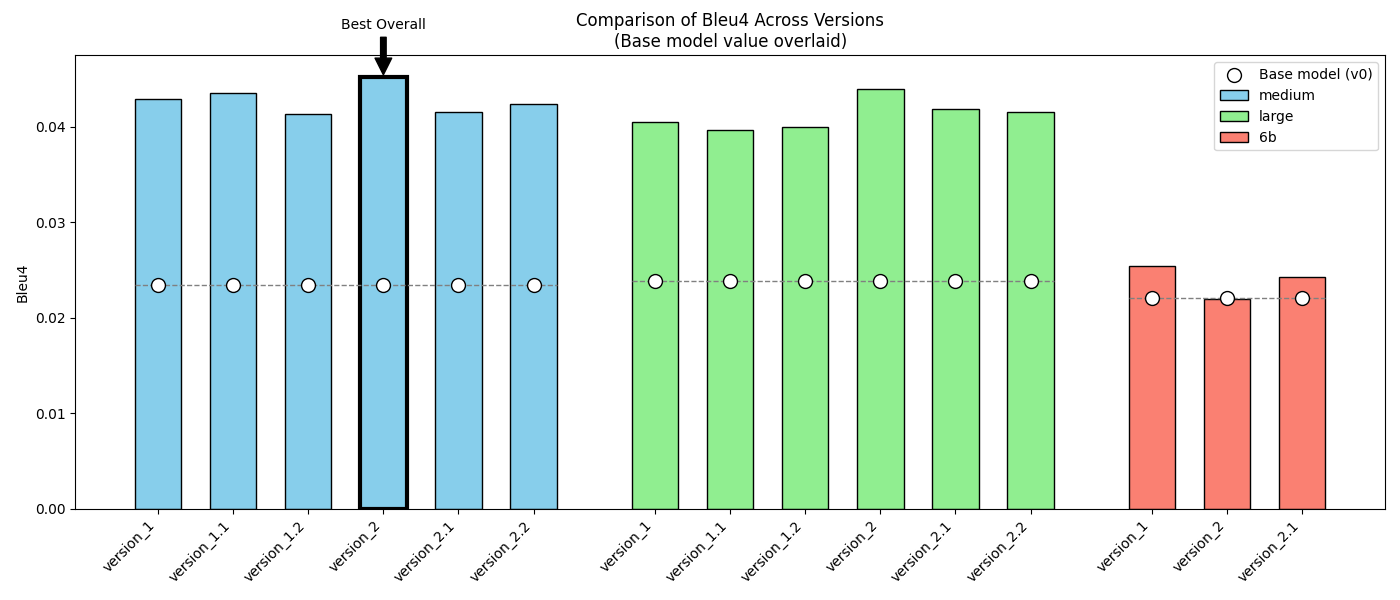 Best Overall
Comparison of Bleu4 Across Versions
(Base model value overlaid)
Base model (v0)
medium
large
6b
Bleu4
0.04
0.03
0.02
0.01
0.00
version_1
version_1.1
version_1.2
version_2
version_2.1
version_2.2
version_1
version_1.1
version_1.2
version_2
version_2.1
version_2.2
version_1
version_2
version_2.1